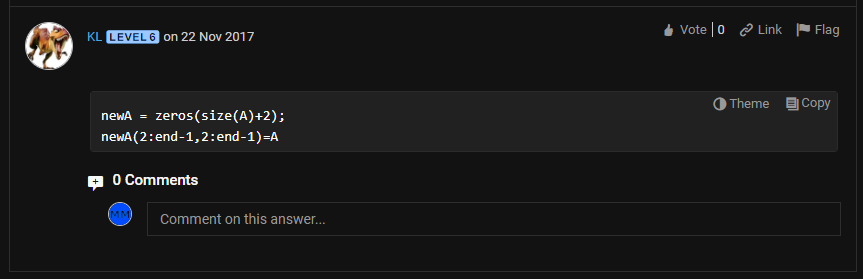 KL LEVEL 6 on 22 Nov 2017
Vote | 0 Link Flag
Theme Copy
newA = zeros(size(A)+2);
newA(2:end-1,2:end-1)=A
0 Comments
MM Comment on this answer...